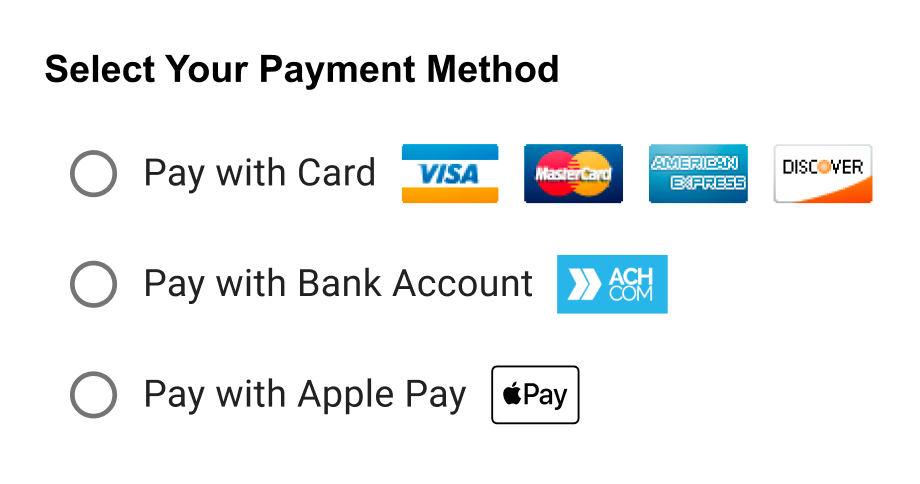 Select Your Payment Method
Pay with Card VISA MasterCard AMERICAN EXPRESS DISCOVER
Pay with Bank Account ACH COM
Pay with Apple Pay Pay